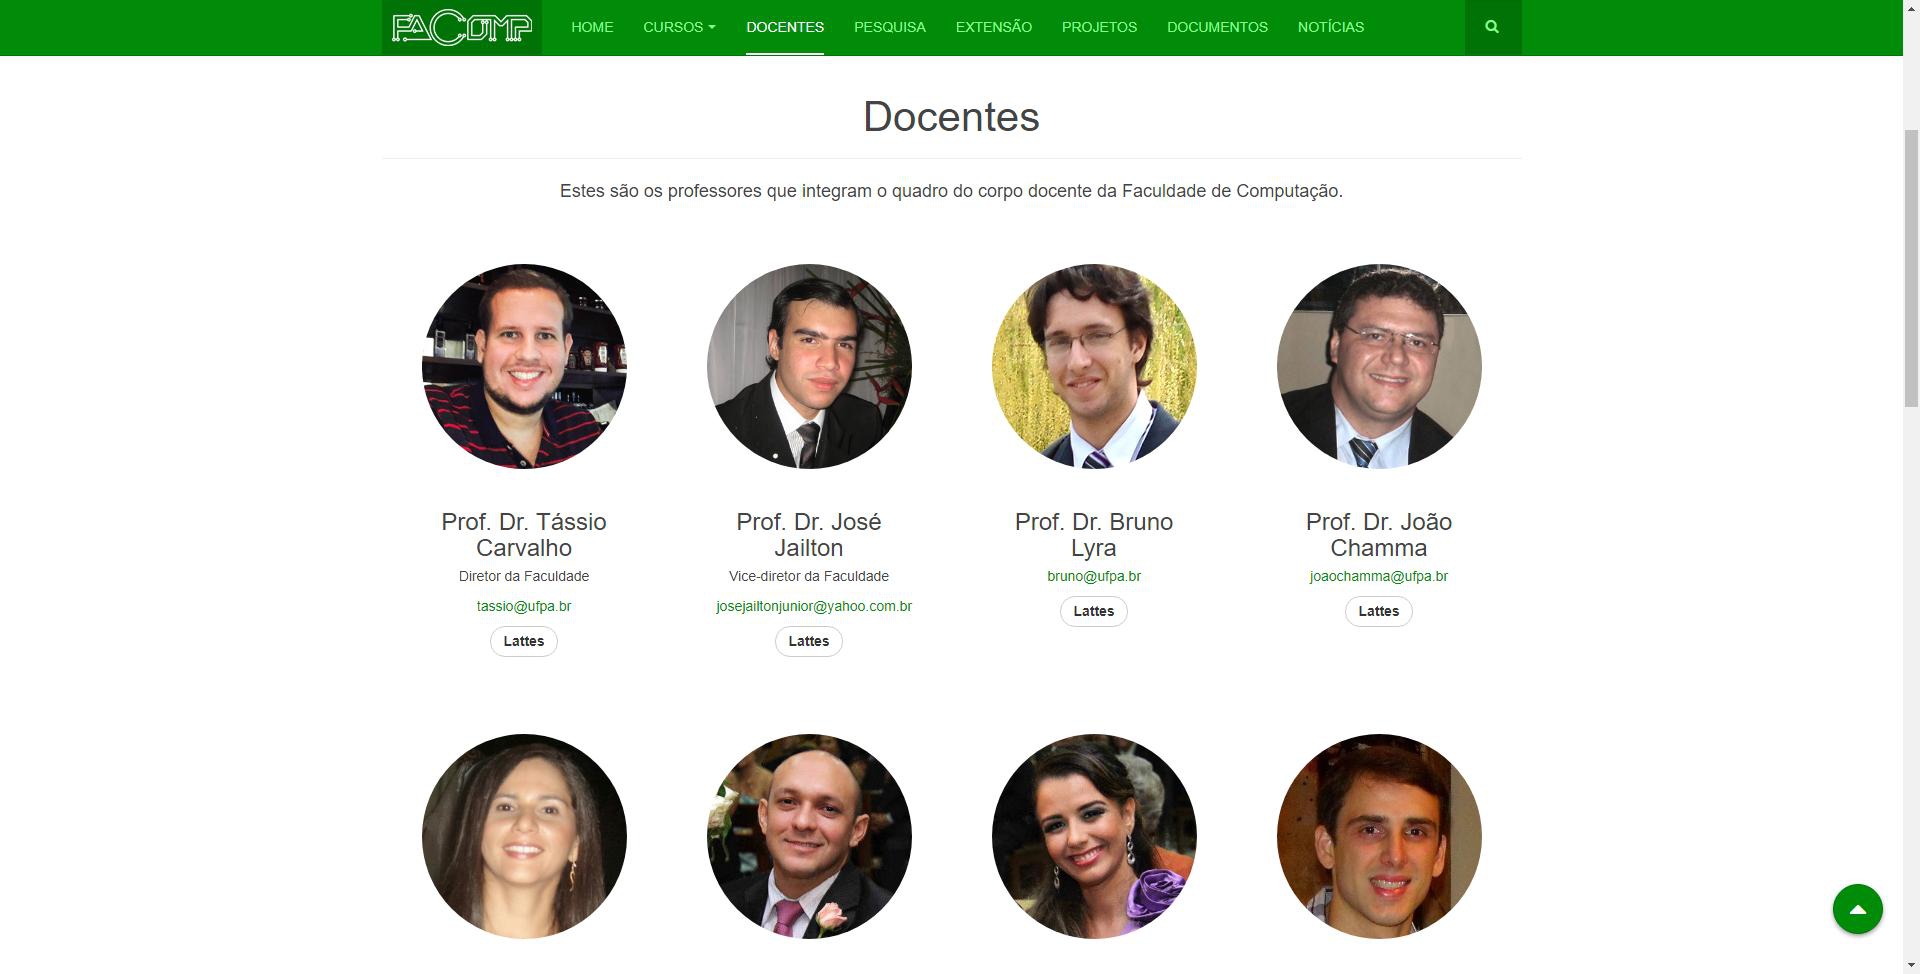 FACOMP
HOME CURSOS DOCENTES PESQUISA EXTENSÃO PROJETOS DOCUMENTOS NOTÍCIAS
Docentes
Estes são os professores que integram o quadro do corpo docente da Faculdade de Computação.
Prof. Dr. Tássio
Carvalho
Diretor da Faculdade
tassio@ufpa.br
Lattes
Prof. Dr. José
Jailton
Vice-diretor da Faculdade
josejailtonjunior@yahoo.com.br
Lattes
Prof. Dr. Bruno
Lyra
bruno@ufpa.br
Lattes
Prof. Dr. João
Chamma
joaochamma@ufpa.br
Lattes